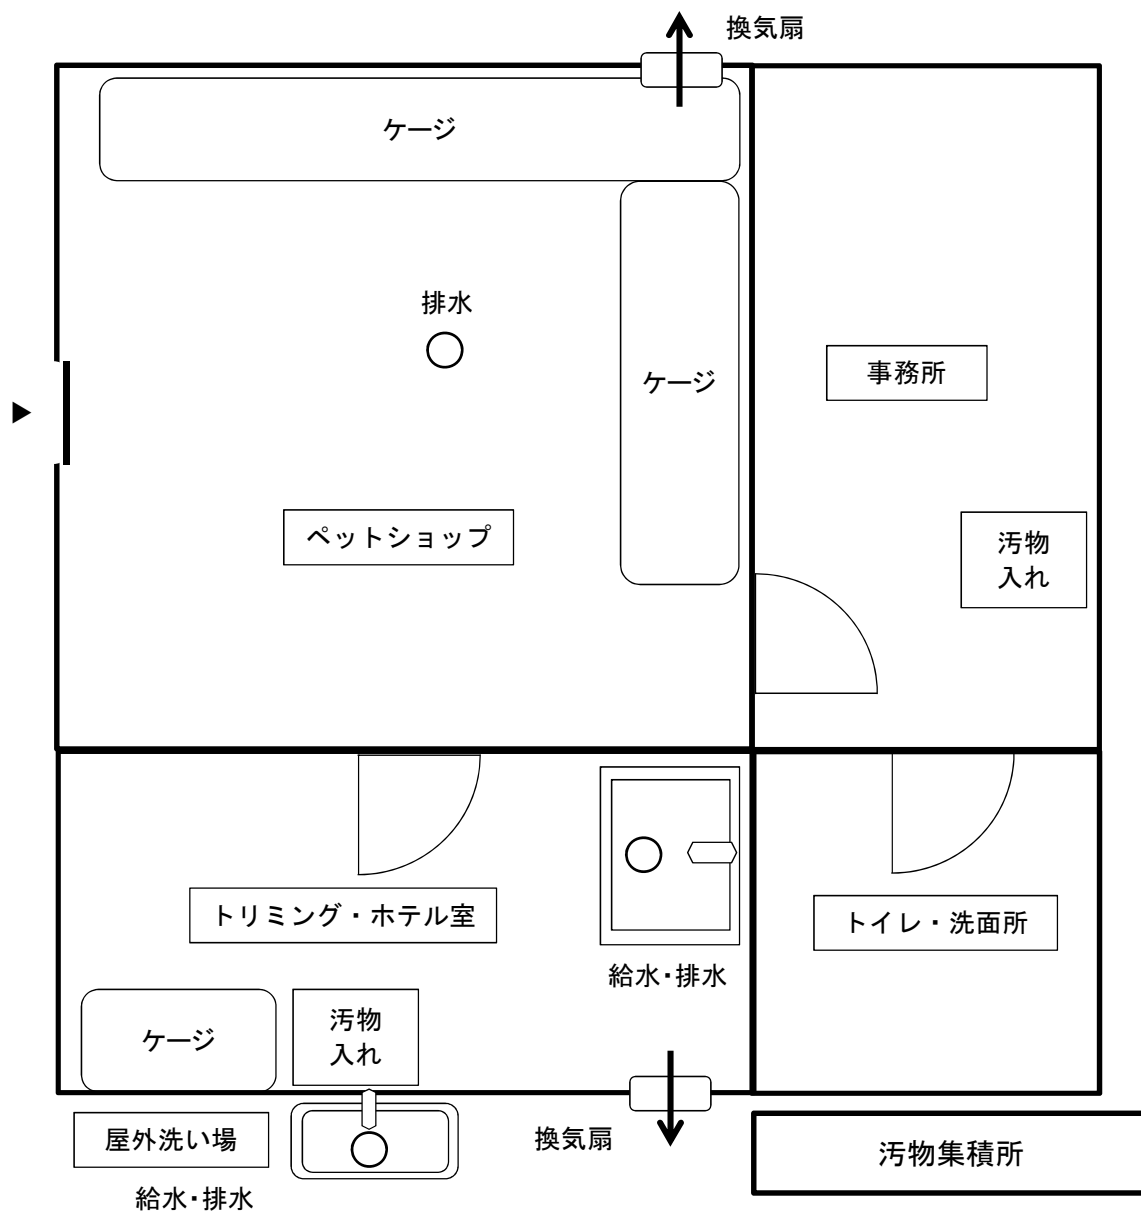 換気扇
ケージ
排水
ケージ
事務所
ペットショップ
汚物
入れ
トリミング・ホテル室
トイレ・洗面所
給水・排水
ケージ
汚物
入れ
屋外洗い場
換気扇
汚物集積所
給水・排水